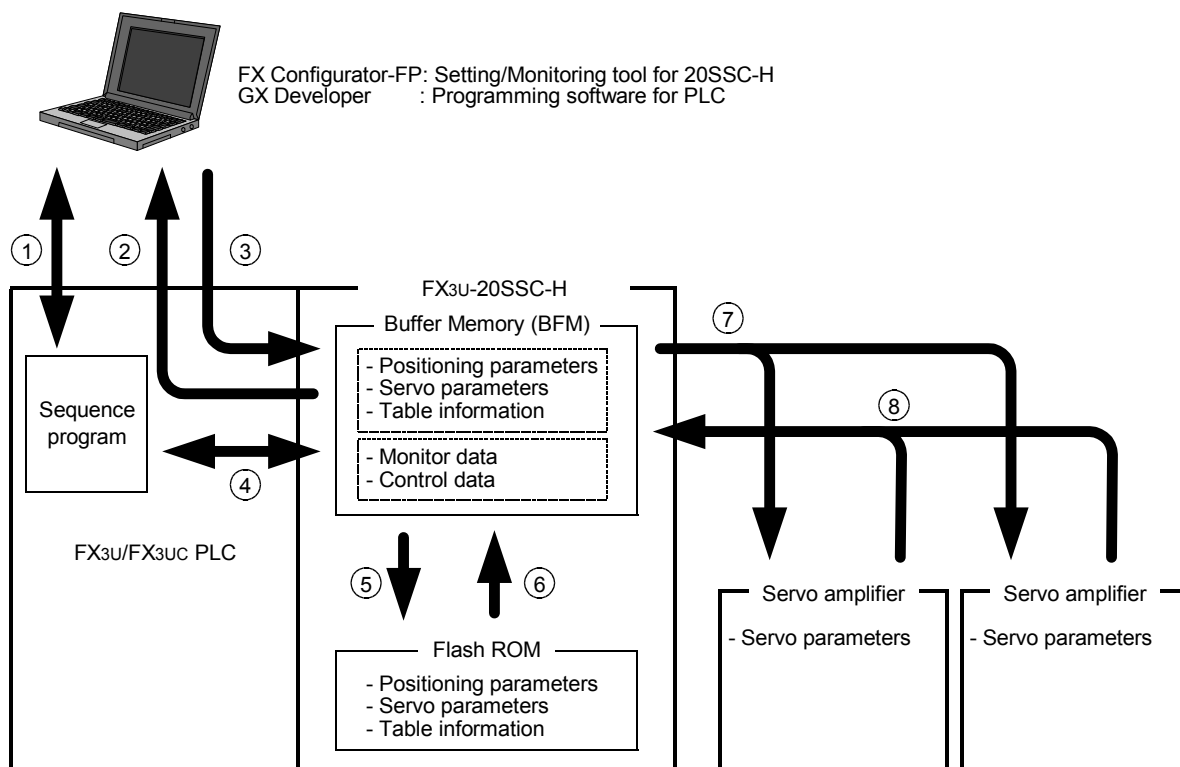 FX Configurator-FP: Setting/Monitoring tool for 20SSC-H
GX Developer : Programming software for PLC
1
2
3
FX3U-20SSC-H
Buffer Memory (BFM)
7
- Positioning parameters
- Servo parameters
- Table information
8
Sequence
program
- Monitor data
- Control data
4
FX3U/FX3UC PLC
5
6
Servo amplifier
Servo amplifier
- Servo parameters
- Servo parameters
Flash ROM
- Positioning parameters
- Servo parameters
- Table information